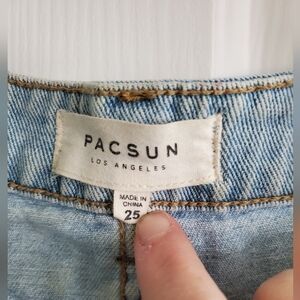 PACSUN
LOS ANGELES
MADE IN
CHINA
25